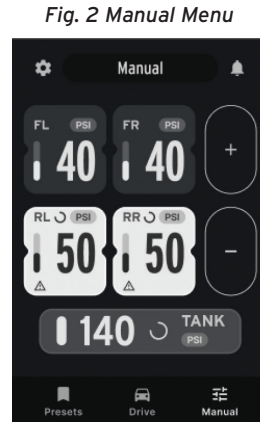 Fig. 2 Manual Menu
Manual
FL PSI FR PSI
40 40 +
RL PSI RR PSI
50 50 -
140 TANK
PSI
Presets Drive Manual